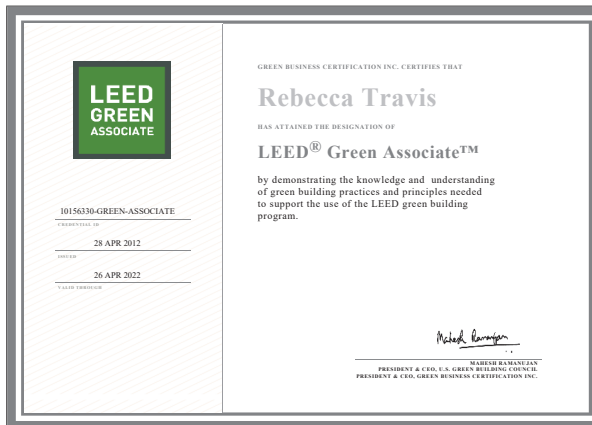 LEED
GREEN
ASSOCIATE
10156330-GREEN-ASSOCIATE
CREDENTIAL ID
28 APR 2012
ISSUED
26 APR 2022
VALID THROUGH
GREEN BUSINESS CERTIFICATION INC. CERTIFIES THAT
Rebecca Travis
HAS ATTAINED THE DESIGNATION OF
LEED® Green Associate™
by demonstrating the knowledge and understanding
of green building practices and principles needed
to support the use of the LEED green building
program.
Mahesh Ramanujan
MAHESH RAMANUJAN
PRESIDENT & CEO, U.S. GREEN BUILDING COUNCIL
PRESIDENT & CEO, GREEN BUSINESS CERTIFICATION INC.